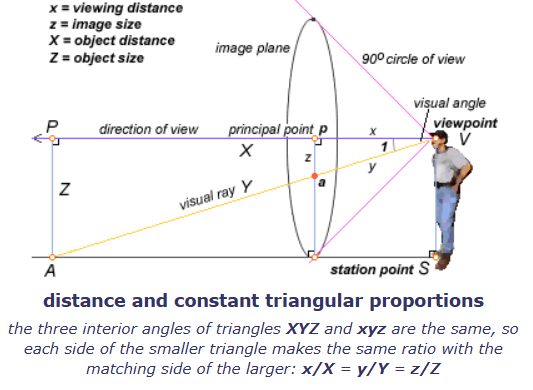 x = viewing distance
z = image size
X = object distance
Z = object size
image plane
90º circle of view
visual angle
P
direction of view
principal point p
x
viewpoint
V
X
z
1
y
Z
visual ray Y
a
A
station point S
distance and constant triangular proportions
the three interior angles of triangles XYZ and xyz are the same, so
each side of the smaller triangle makes the same ratio with the
matching side of the larger: x/X = y/Y = z/Z